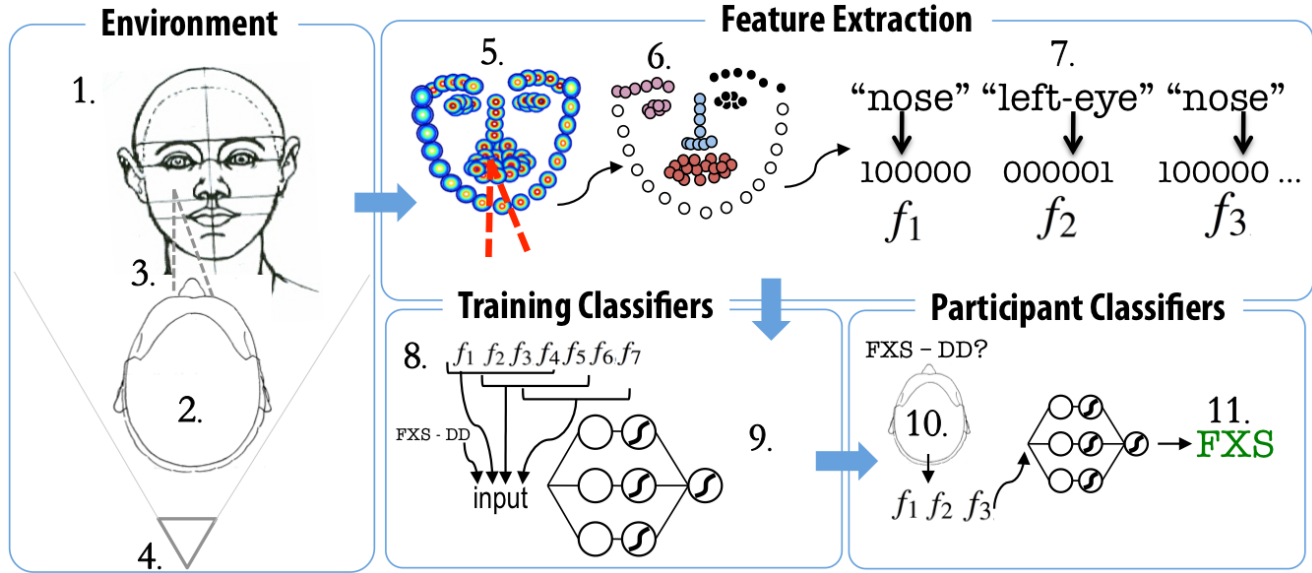 Environment
1.
3.
2.
4.
Feature Extraction
5.
6.
7.
“nose” “left-eye” “nose”
100000 000001 100000 ...
f1 f2 f3
Training Classifiers
8. f1 f2 f3 f4 f5 f6 f7
FXS - DD
9.
input
Participant Classifiers
FXS – DD?
10.
11.
FXS
f1 f2 f3